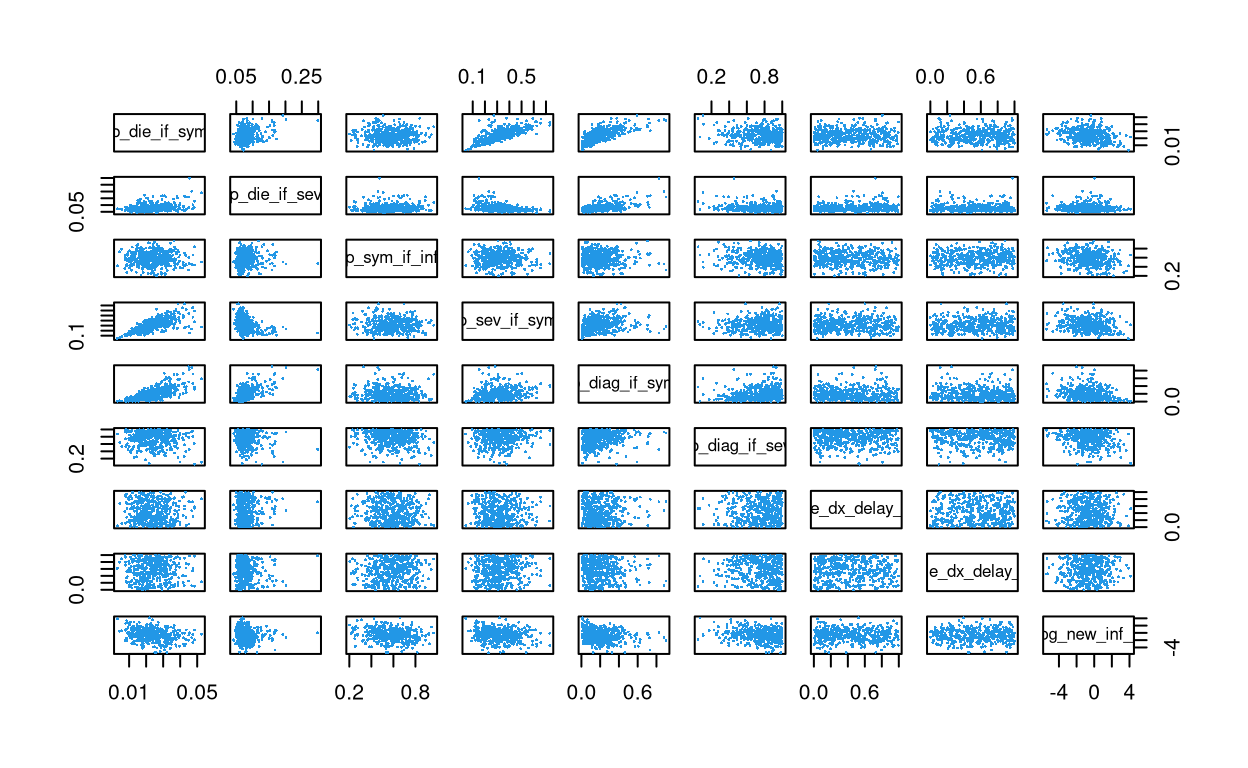 0.05 0.25 0.1 0.5 0.2 0.8 0.0 0.6
p_die_if_sym 0.01
0.05 p_die_if_sev
p_sym_if_inf 0.2
0.1 p_sev_if_sym
_diag_if_sym 0.0
0.2 p_diag_if_sev
e_dx_delay_ 0.0
0.0 e_dx_delay_
og_new_inf_ -4
0.01 0.05 0.2 0.8 0.0 0.6 0.0 0.6 -4 0 4